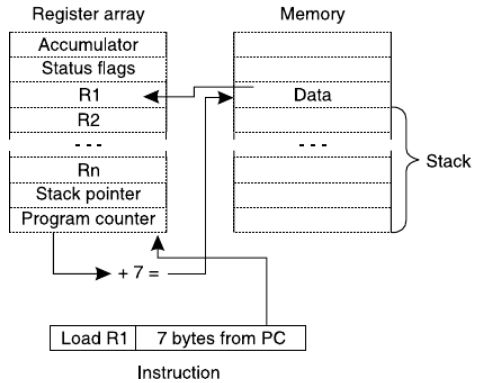 Register array
Memory
Accumulator
Status flags
R1
Data
R2
- - -
- - -
Rn
Stack
Stack pointer
Program counter
+ 7 =
Load R1
7 bytes from PC
Instruction